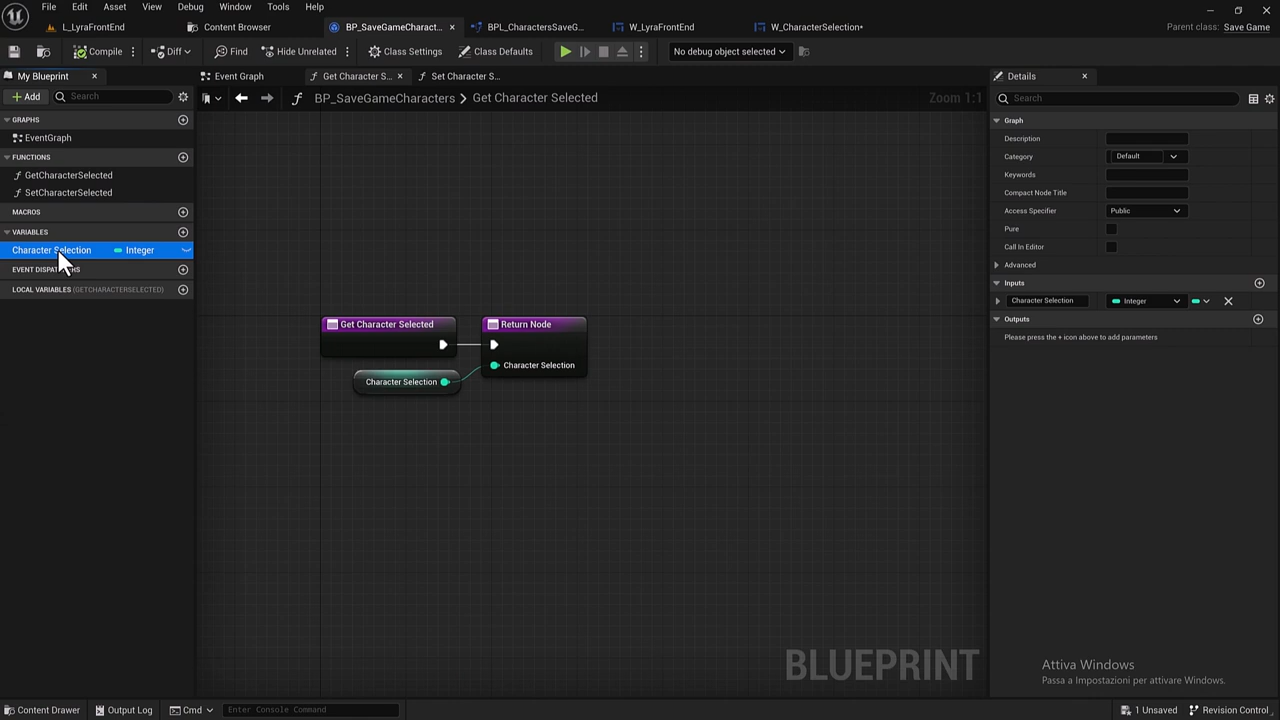 File Edit Asset View Debug Window Tools Help
L_LyraFrontEnd Content Browser BP_SaveGameCharact... BPL_CharactersSaveG... W_LyraFrontEnd W_CharacterSelection* Parent class: Save Game
Compile Diff Find Hide Unrelated Class Settings Class Defaults No debug object selected
My Blueprint Event Graph Get Character S... Set Character S... Details
+ Add Search BP_SaveGameCharacters > Get Character Selected Zoom 1:1 Search
GRAPHS Graph
EventGraph Description
FUNCTIONS Category Default
GetCharacterSelected Keywords
SetCharacterSelected Compact Node Title
MACROS Access Specifier Public
VARIABLES Pure
Character Selection Integer Call In Editor
EVENT DISPATCHERS Advanced
LOCAL VARIABLES (GETCHARACTERSELECTED) Inputs
Character Selection Integer
Outputs
Please press the + icon above to add parameters
Get Character Selected Return Node
Character Selection
Character Selection
BLUEPRINT
Attiva Windows
Passa a Impostazioni per attivare Windows.
Content Drawer Output Log Cmd Enter Console Command 1 Unsaved Revision Control